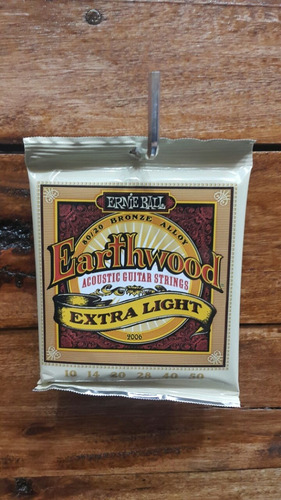 ERNIE BALL
80/20 BRONZE ALLOY
Earthwood
ACOUSTIC GUITAR STRINGS
EXTRA LIGHT
2006
10 14 20 28 40 50